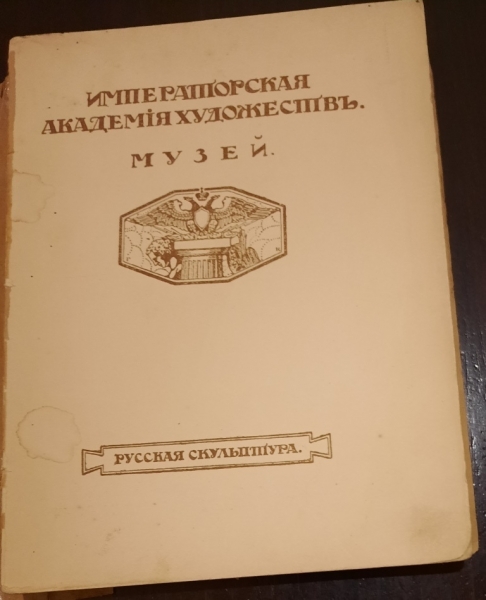 ИМПЕРАТОРСКАЯ
АКАДЕМІЯ ХУДОЖЕСТВЪ.
МУЗЕЙ.
РУССКАЯ СКУЛЬПТУРА.